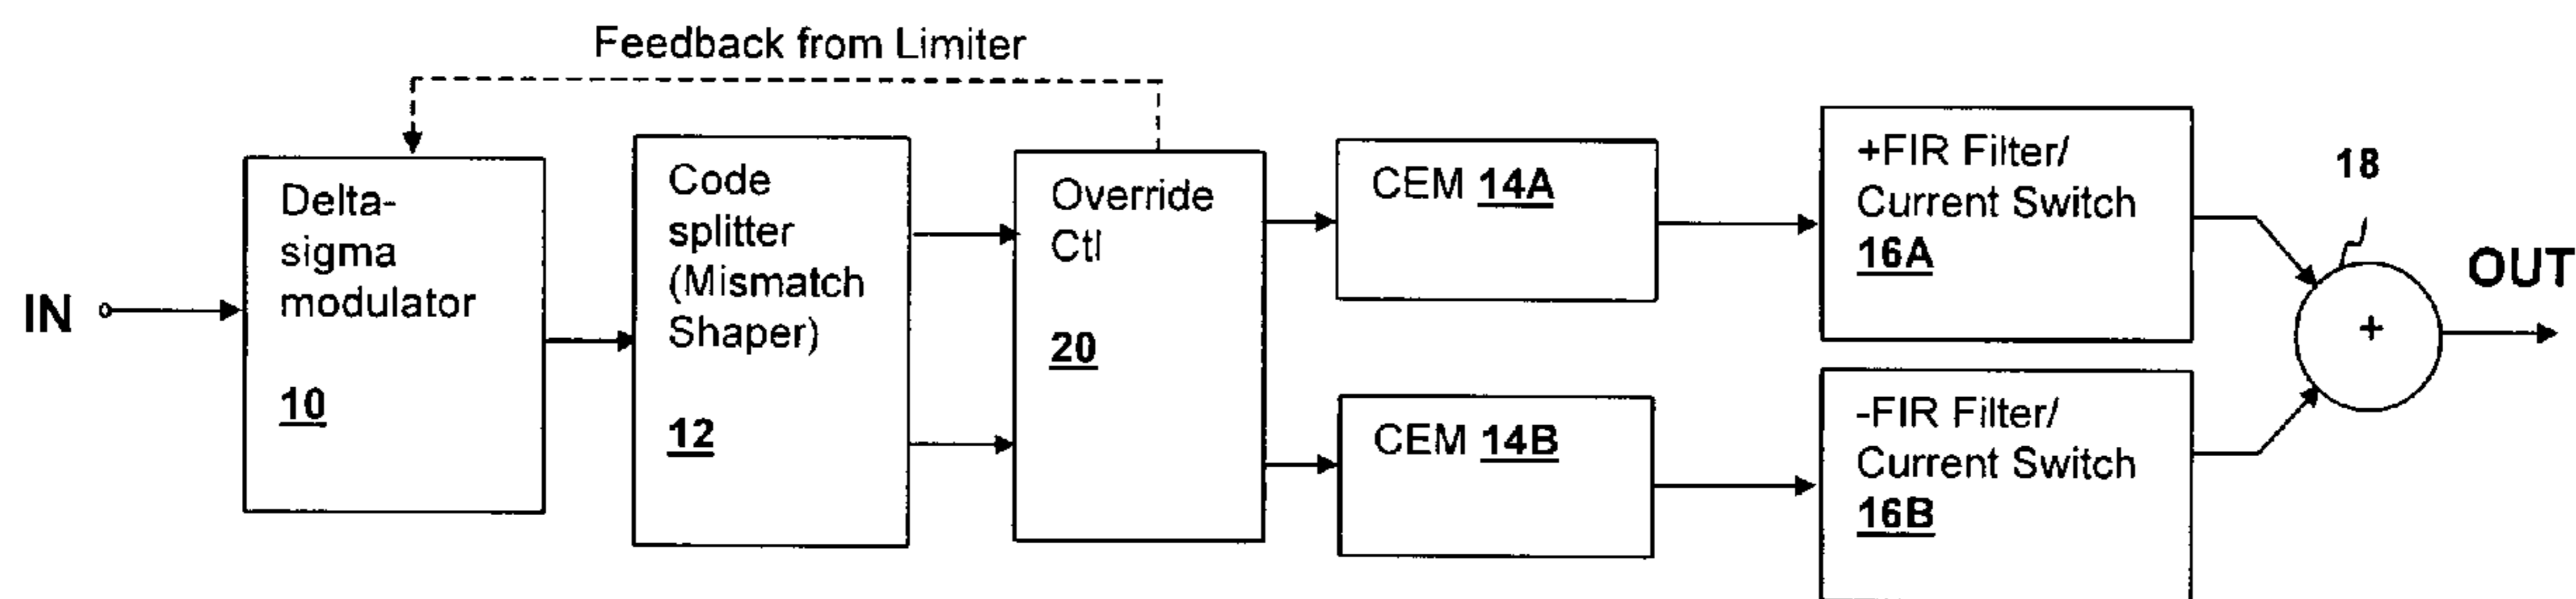 Feedback from Limiter
IN
Delta-
sigma
modulator
10
Code
splitter
(Mismatch
Shaper)
12
Override
Ctl
20
CEM 14A
CEM 14B
+FIR Filter/
Current Switch
16A
-FIR Filter/
Current Switch
16B
18
+
OUT